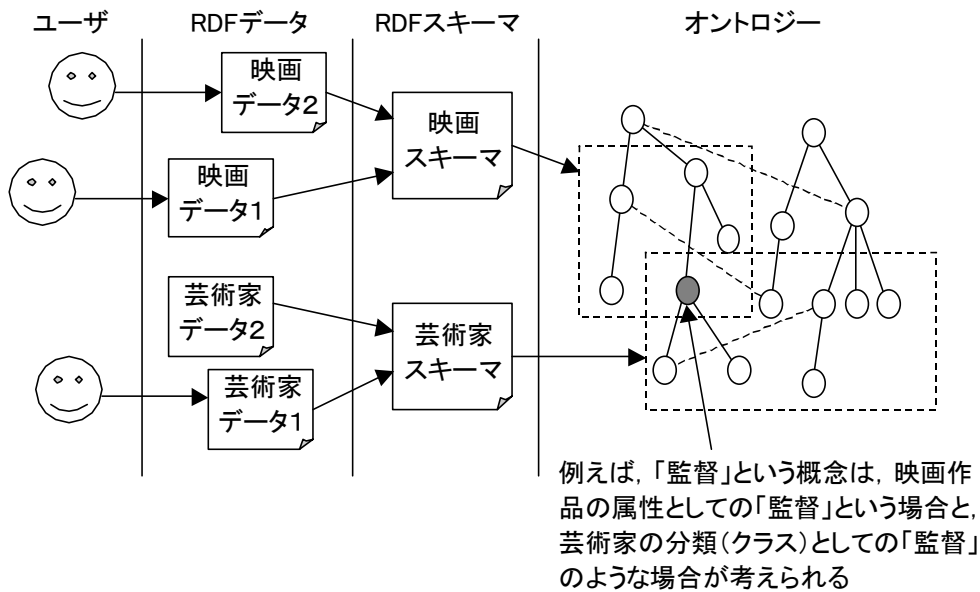 ユーザ
RDFデータ
RDFスキーマ
オントロジー
映画
データ2
映画
データ1
映画
スキーマ
芸術家
データ2
芸術家
データ1
芸術家
スキーマ
例えば，「監督」という概念は，映画作
品の属性としての「監督」という場合と，
芸術家の分類（クラス）としての「監督」
のような場合が考えられる